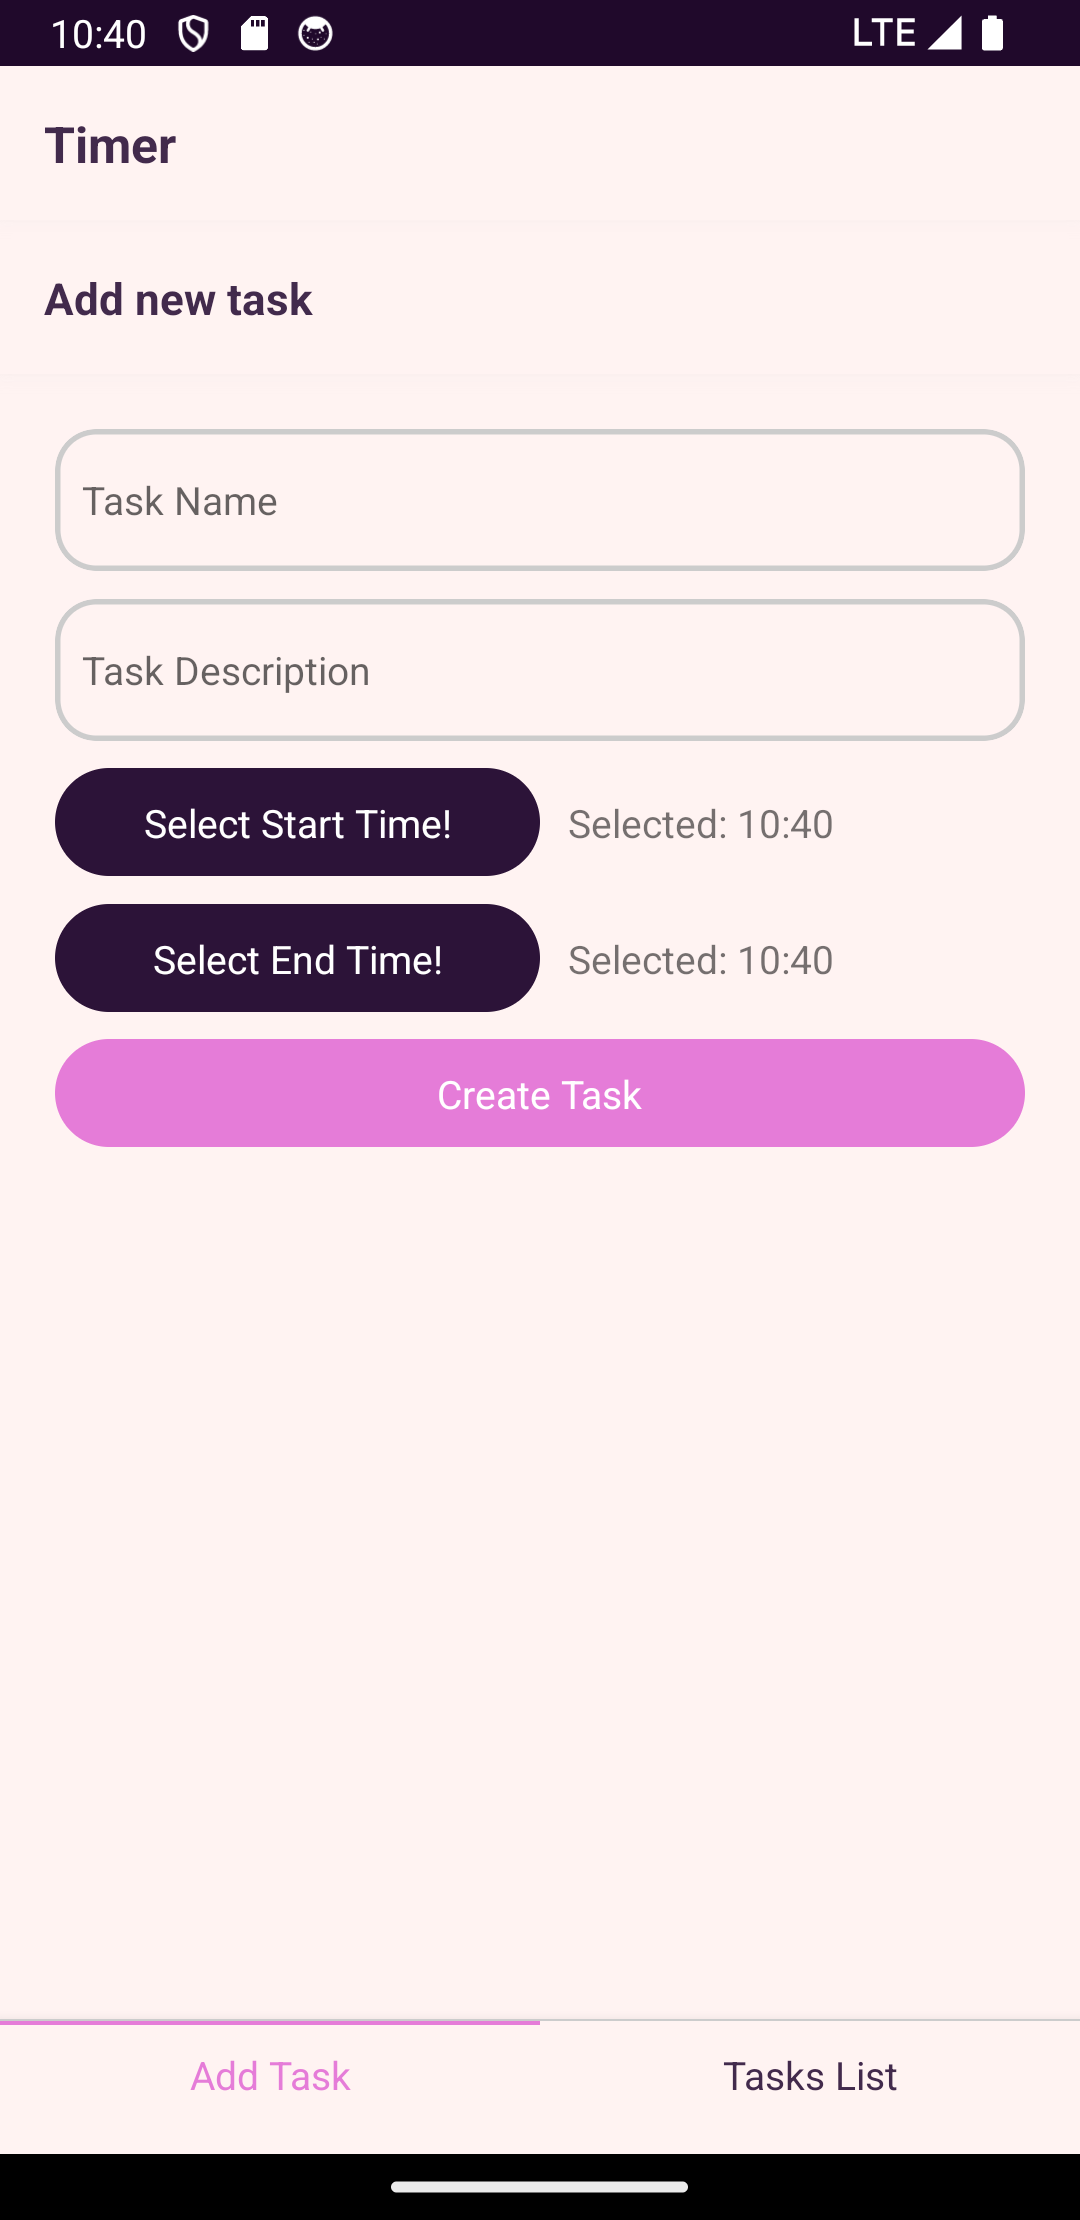 10:40 LTE
Timer
Add new task
Task Name
Task Description
Select Start Time! Selected: 10:40
Select End Time! Selected: 10:40
Create Task
Add Task Tasks List